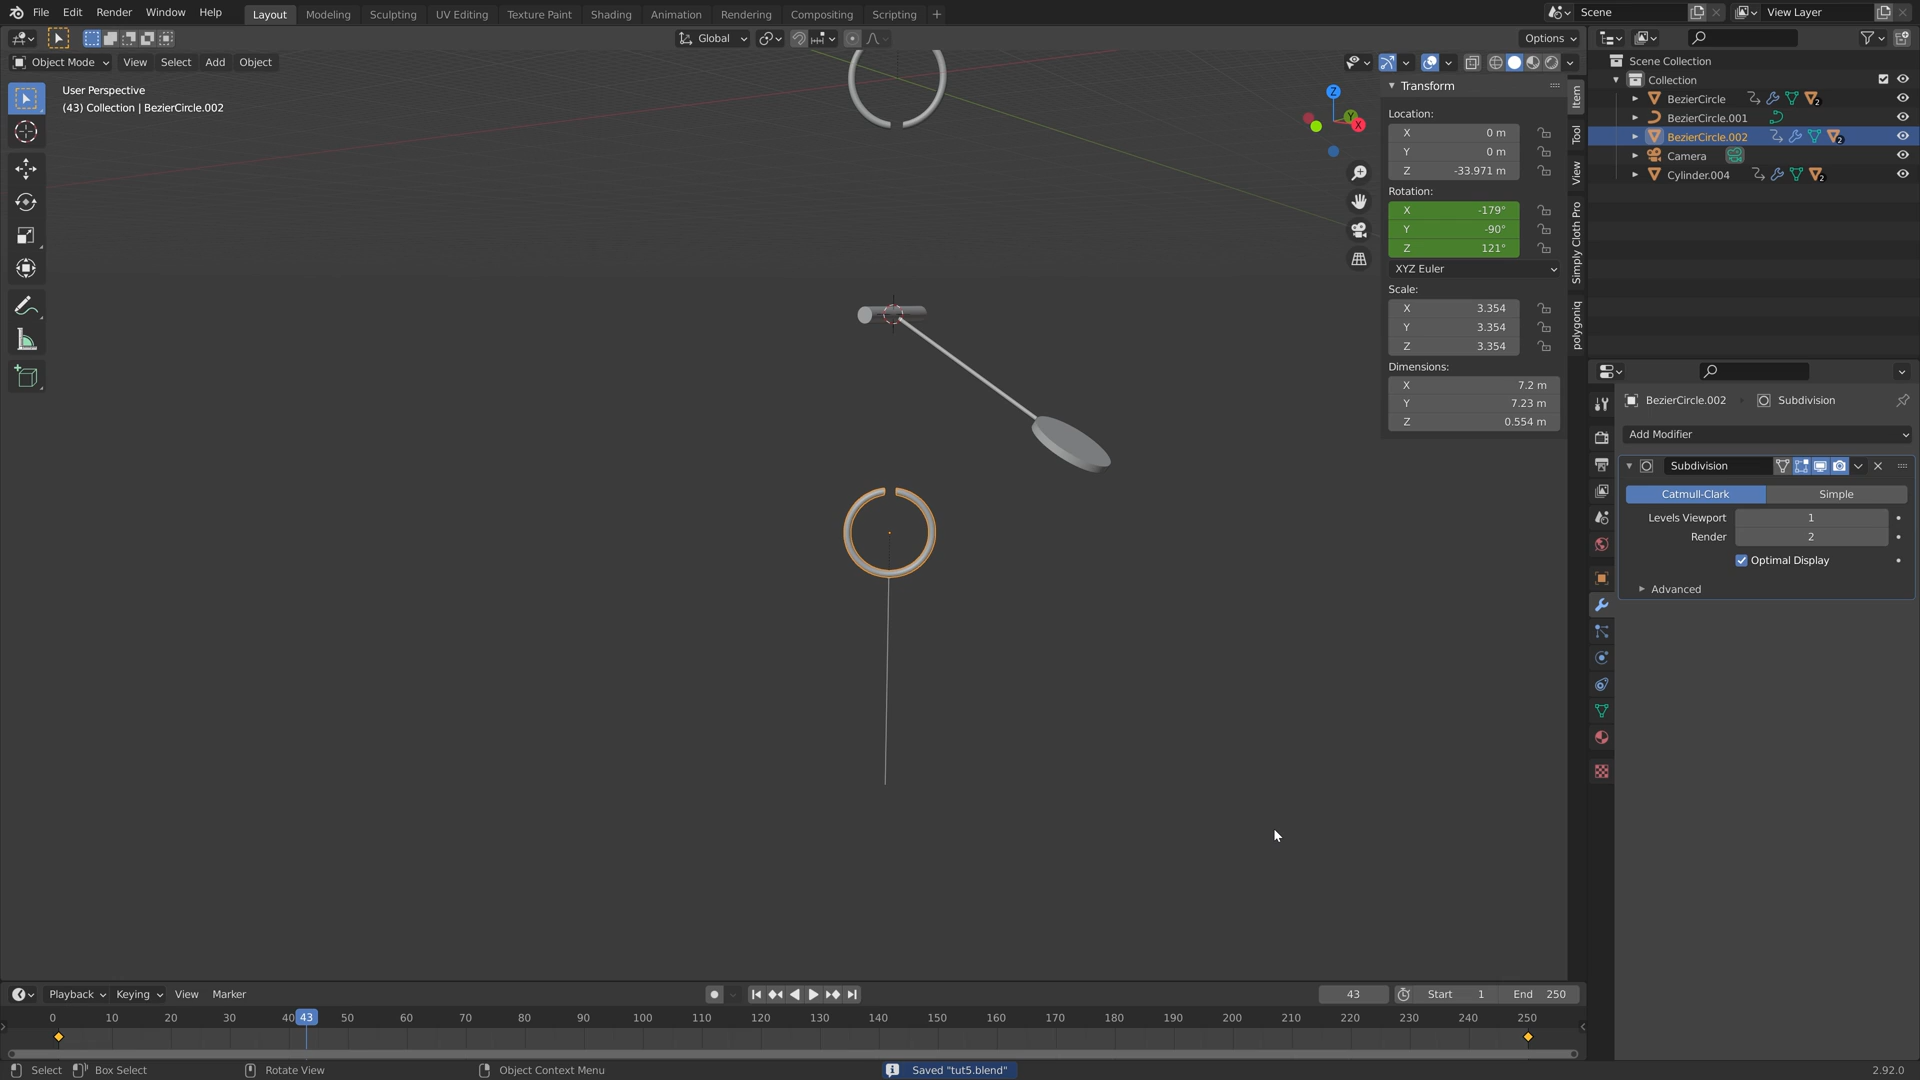 File Edit Render Window Help Layout Modeling Sculpting UV Editing Texture Paint Shading Animation Rendering Compositing Scripting + Scene View Layer
Global Options
Object Mode View Select Add Object
User Perspective
(43) Collection | BezierCircle.002
Z
Y
X
Transform
Location:
X 0 m
Y 0 m
Z -33.971 m
Rotation:
X -179°
Y -90°
Z 121°
XYZ Euler
Scale:
X 3.354
Y 3.354
Z 3.354
Dimensions:
X 7.2 m
Y 7.23 m
Z 0.554 m
Item
Tool
View
Simply Cloth Pro
polygoniq
Scene Collection
Collection
BezierCircle 2
BezierCircle.001
BezierCircle.002 2
Camera
Cylinder.004 2
BezierCircle.002 Subdivision
Add Modifier
Subdivision
Catmull-Clark Simple
Levels Viewport 1
Render 2
Optimal Display
Advanced
Playback Keying View Marker 43 Start 1 End 250
0 10 20 30 40 43 50 60 70 80 90 100 110 120 130 140 150 160 170 180 190 200 210 220 230 240 250
Select Box Select Rotate View Object Context Menu Saved "tut5.blend" 2.92.0